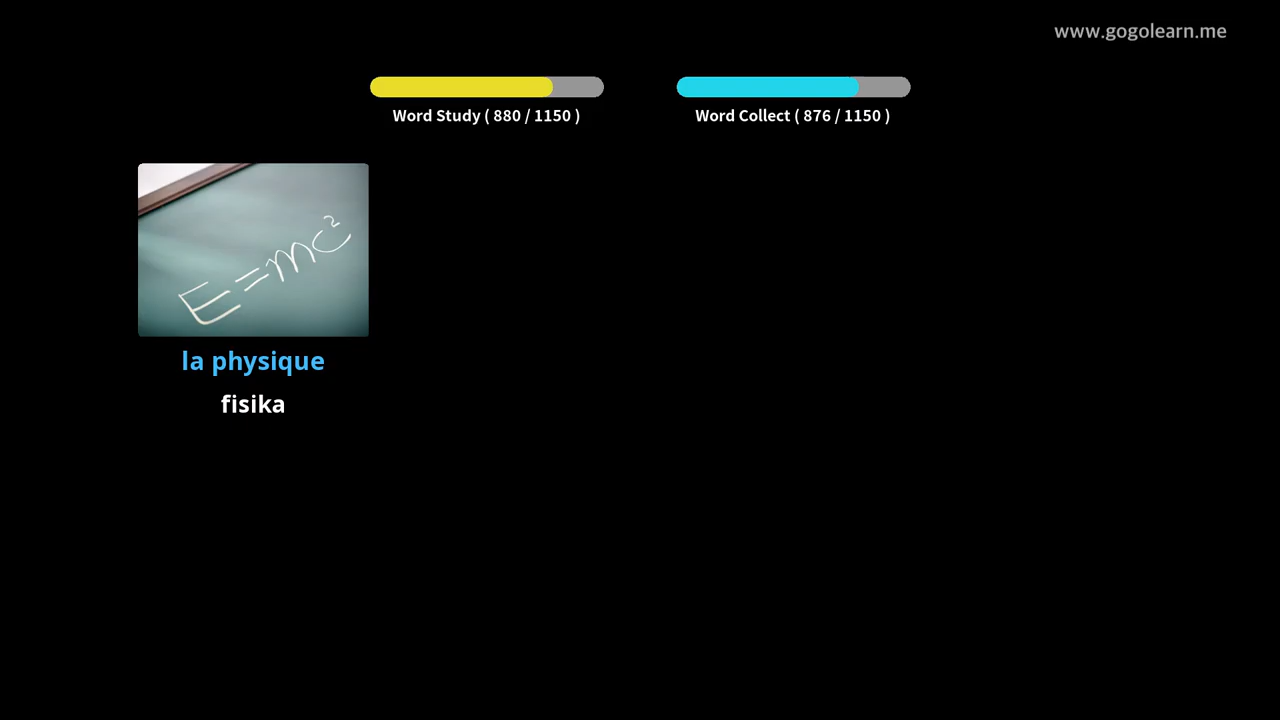 www.gogolearn.me
Word Study ( 880 / 1150 )
Word Collect ( 876 / 1150 )
E=mc²
la physique
fisika